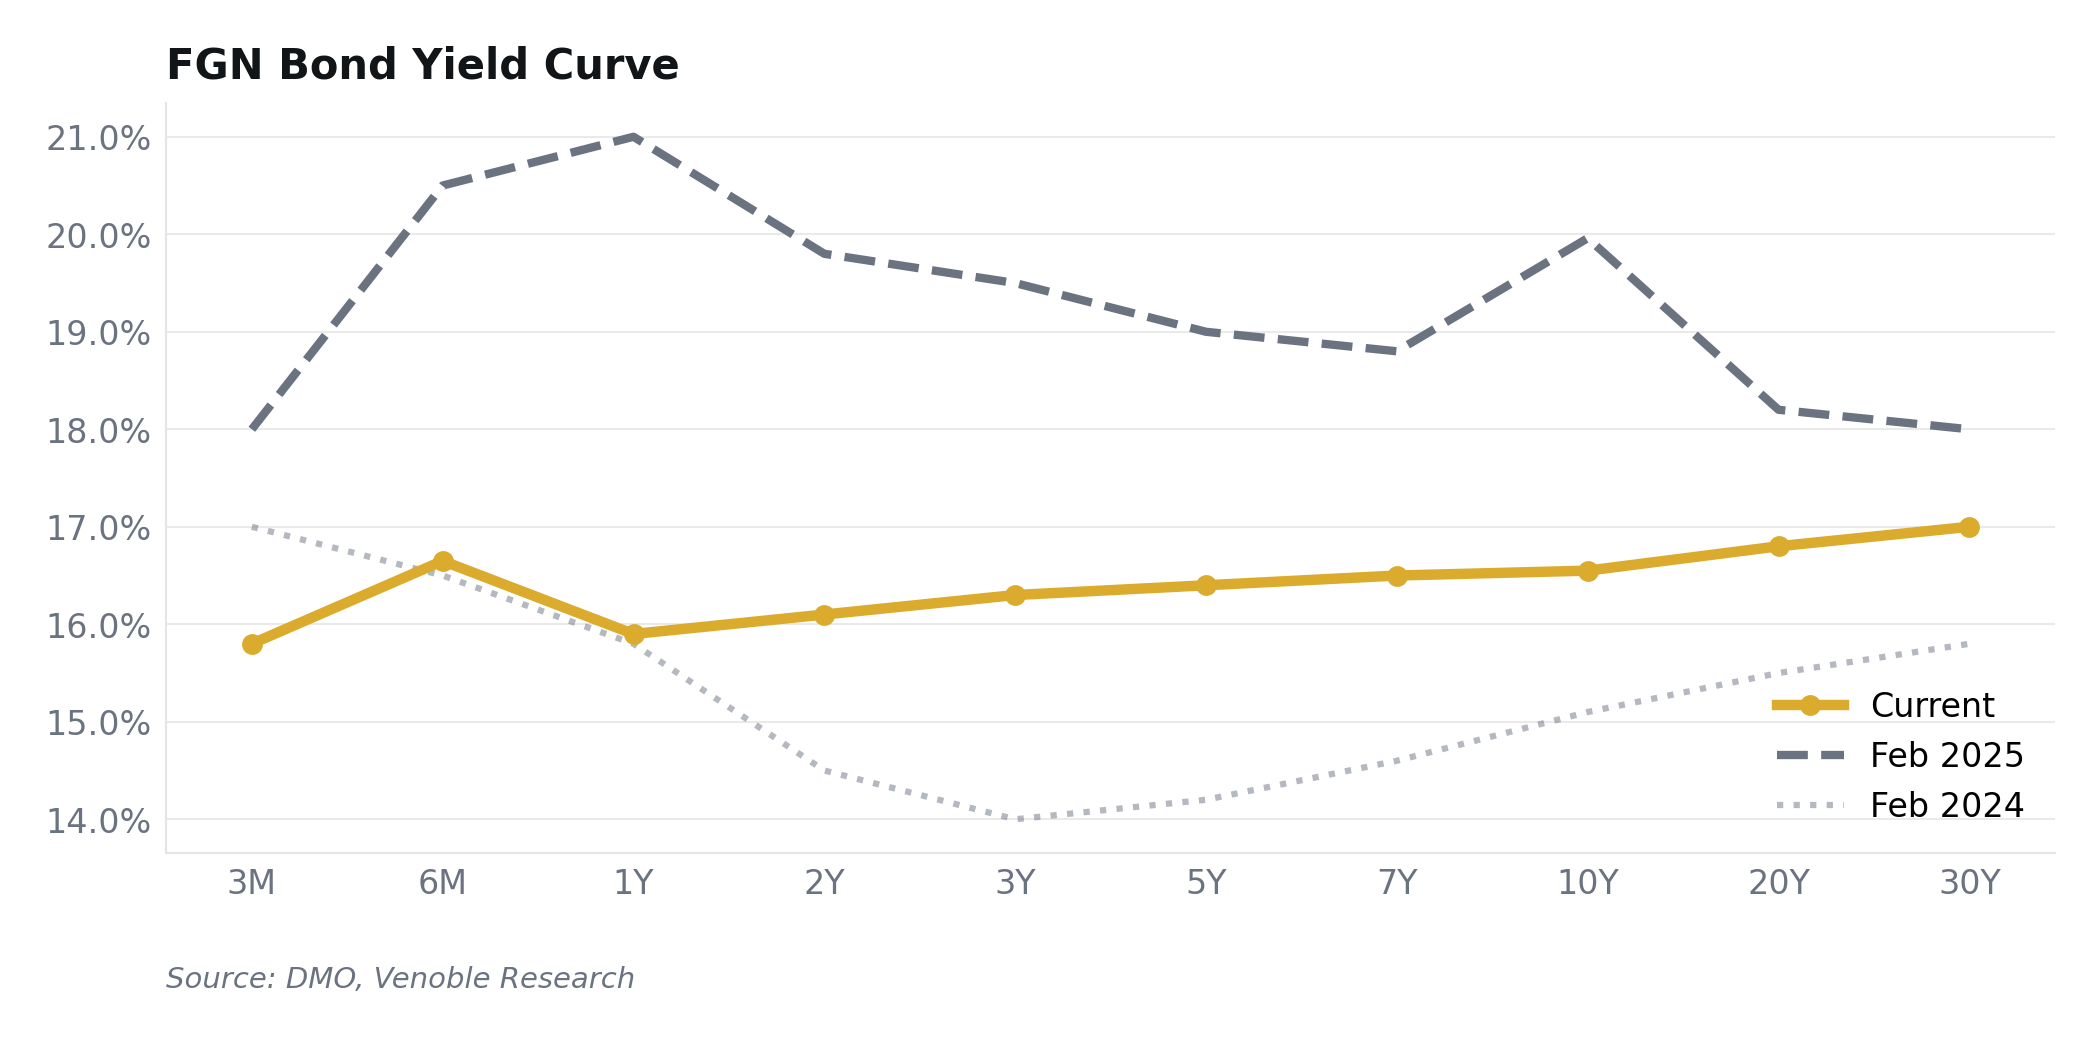 FGN Bond Yield Curve
21.0%
20.0%
19.0%
18.0%
17.0%
16.0%
15.0%
14.0%
Current
Feb 2025
Feb 2024
3M 6M 1Y 2Y 3Y 5Y 7Y 10Y 20Y 30Y
Source: DMO, Venoble Research